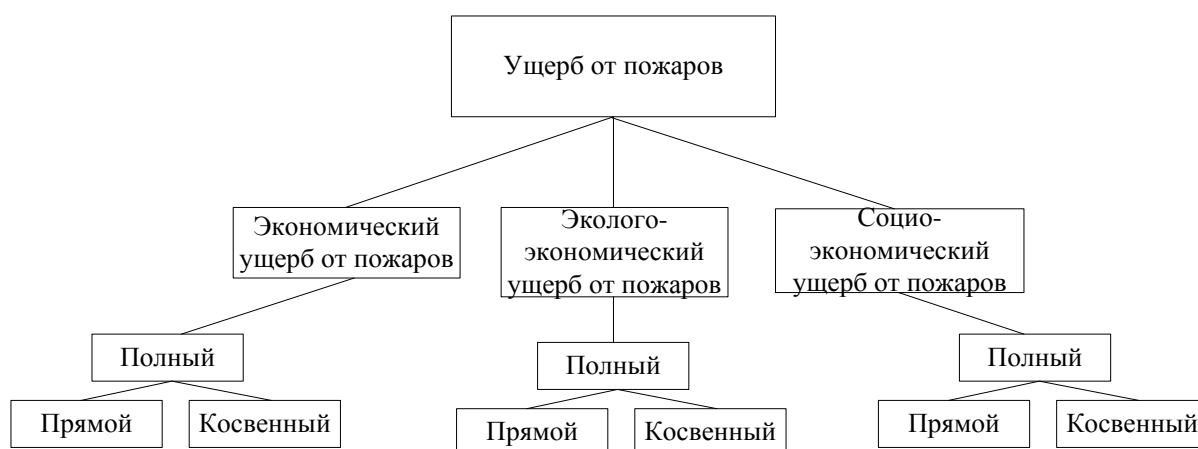 Ущерб от пожаров
Экономический
ущерб от пожаров
Эколого-
экономический
ущерб от пожаров
Социо-
экономический
ущерб от пожаров
Полный
Полный
Полный
Прямой
Косвенный
Прямой
Косвенный
Прямой
Косвенный